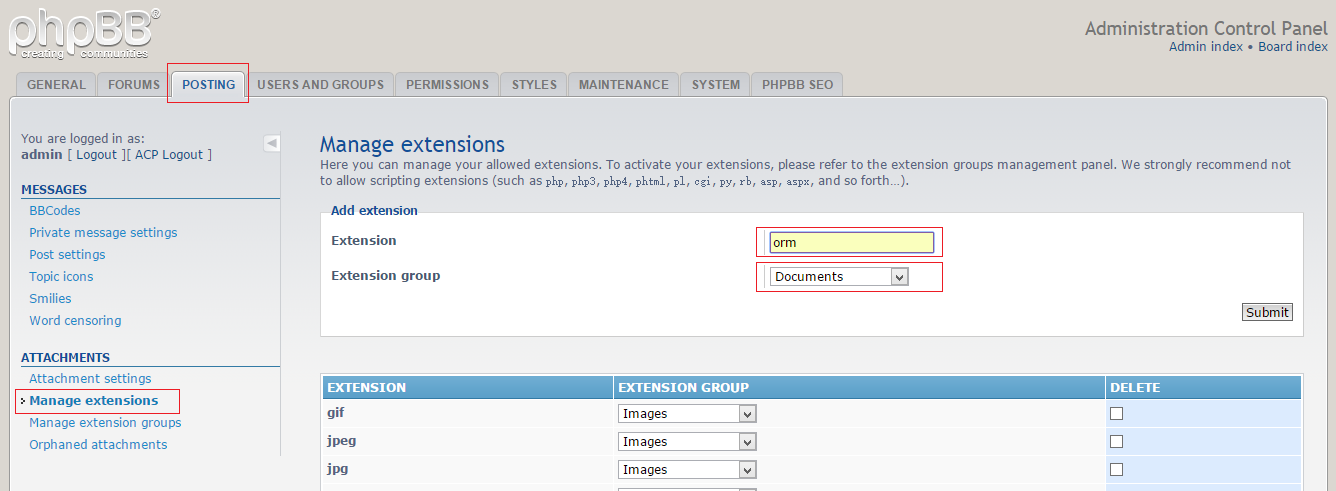 phpBB®
creating communities
Administration Control Panel
Admin index • Board index
GENERAL FORUMS POSTING USERS AND GROUPS PERMISSIONS STYLES MAINTENANCE SYSTEM PHPBB SEO
You are logged in as:
admin [ Logout ][ ACP Logout ]
MESSAGES
BBCodes
Private message settings
Post settings
Topic icons
Smilies
Word censoring
ATTACHMENTS
Attachment settings
Manage extensions
Manage extension groups
Orphaned attachments
Manage extensions
Here you can manage your allowed extensions. To activate your extensions, please refer to the extension groups management panel. We strongly recommend not
to allow scripting extensions (such as php, php3, php4, phtml, pl, cgi, py, rb, asp, aspx, and so forth…).
Add extension
Extension orm
Extension group Documents
Submit
EXTENSION EXTENSION GROUP DELETE
gif Images
jpeg Images
jpg Images